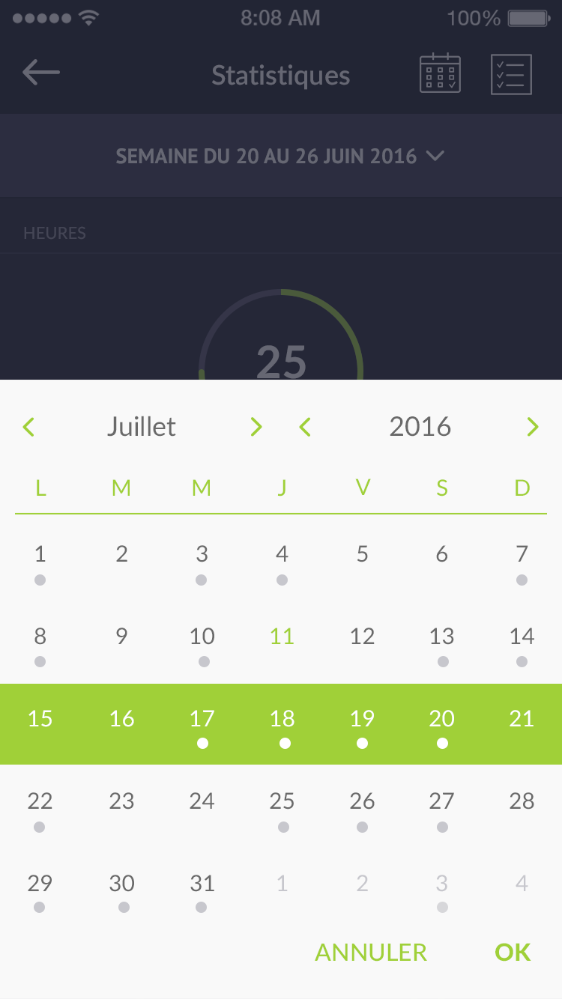 8:08 AM 100%
Statistiques
SEMAINE DU 20 AU 26 JUIN 2016
HEURES
25
Juillet 2016
L M M J V S D
1 2 3 4 5 6 7
8 9 10 11 12 13 14
15 16 17 18 19 20 21
22 23 24 25 26 27 28
29 30 31 1 2 3 4
ANNULER OK